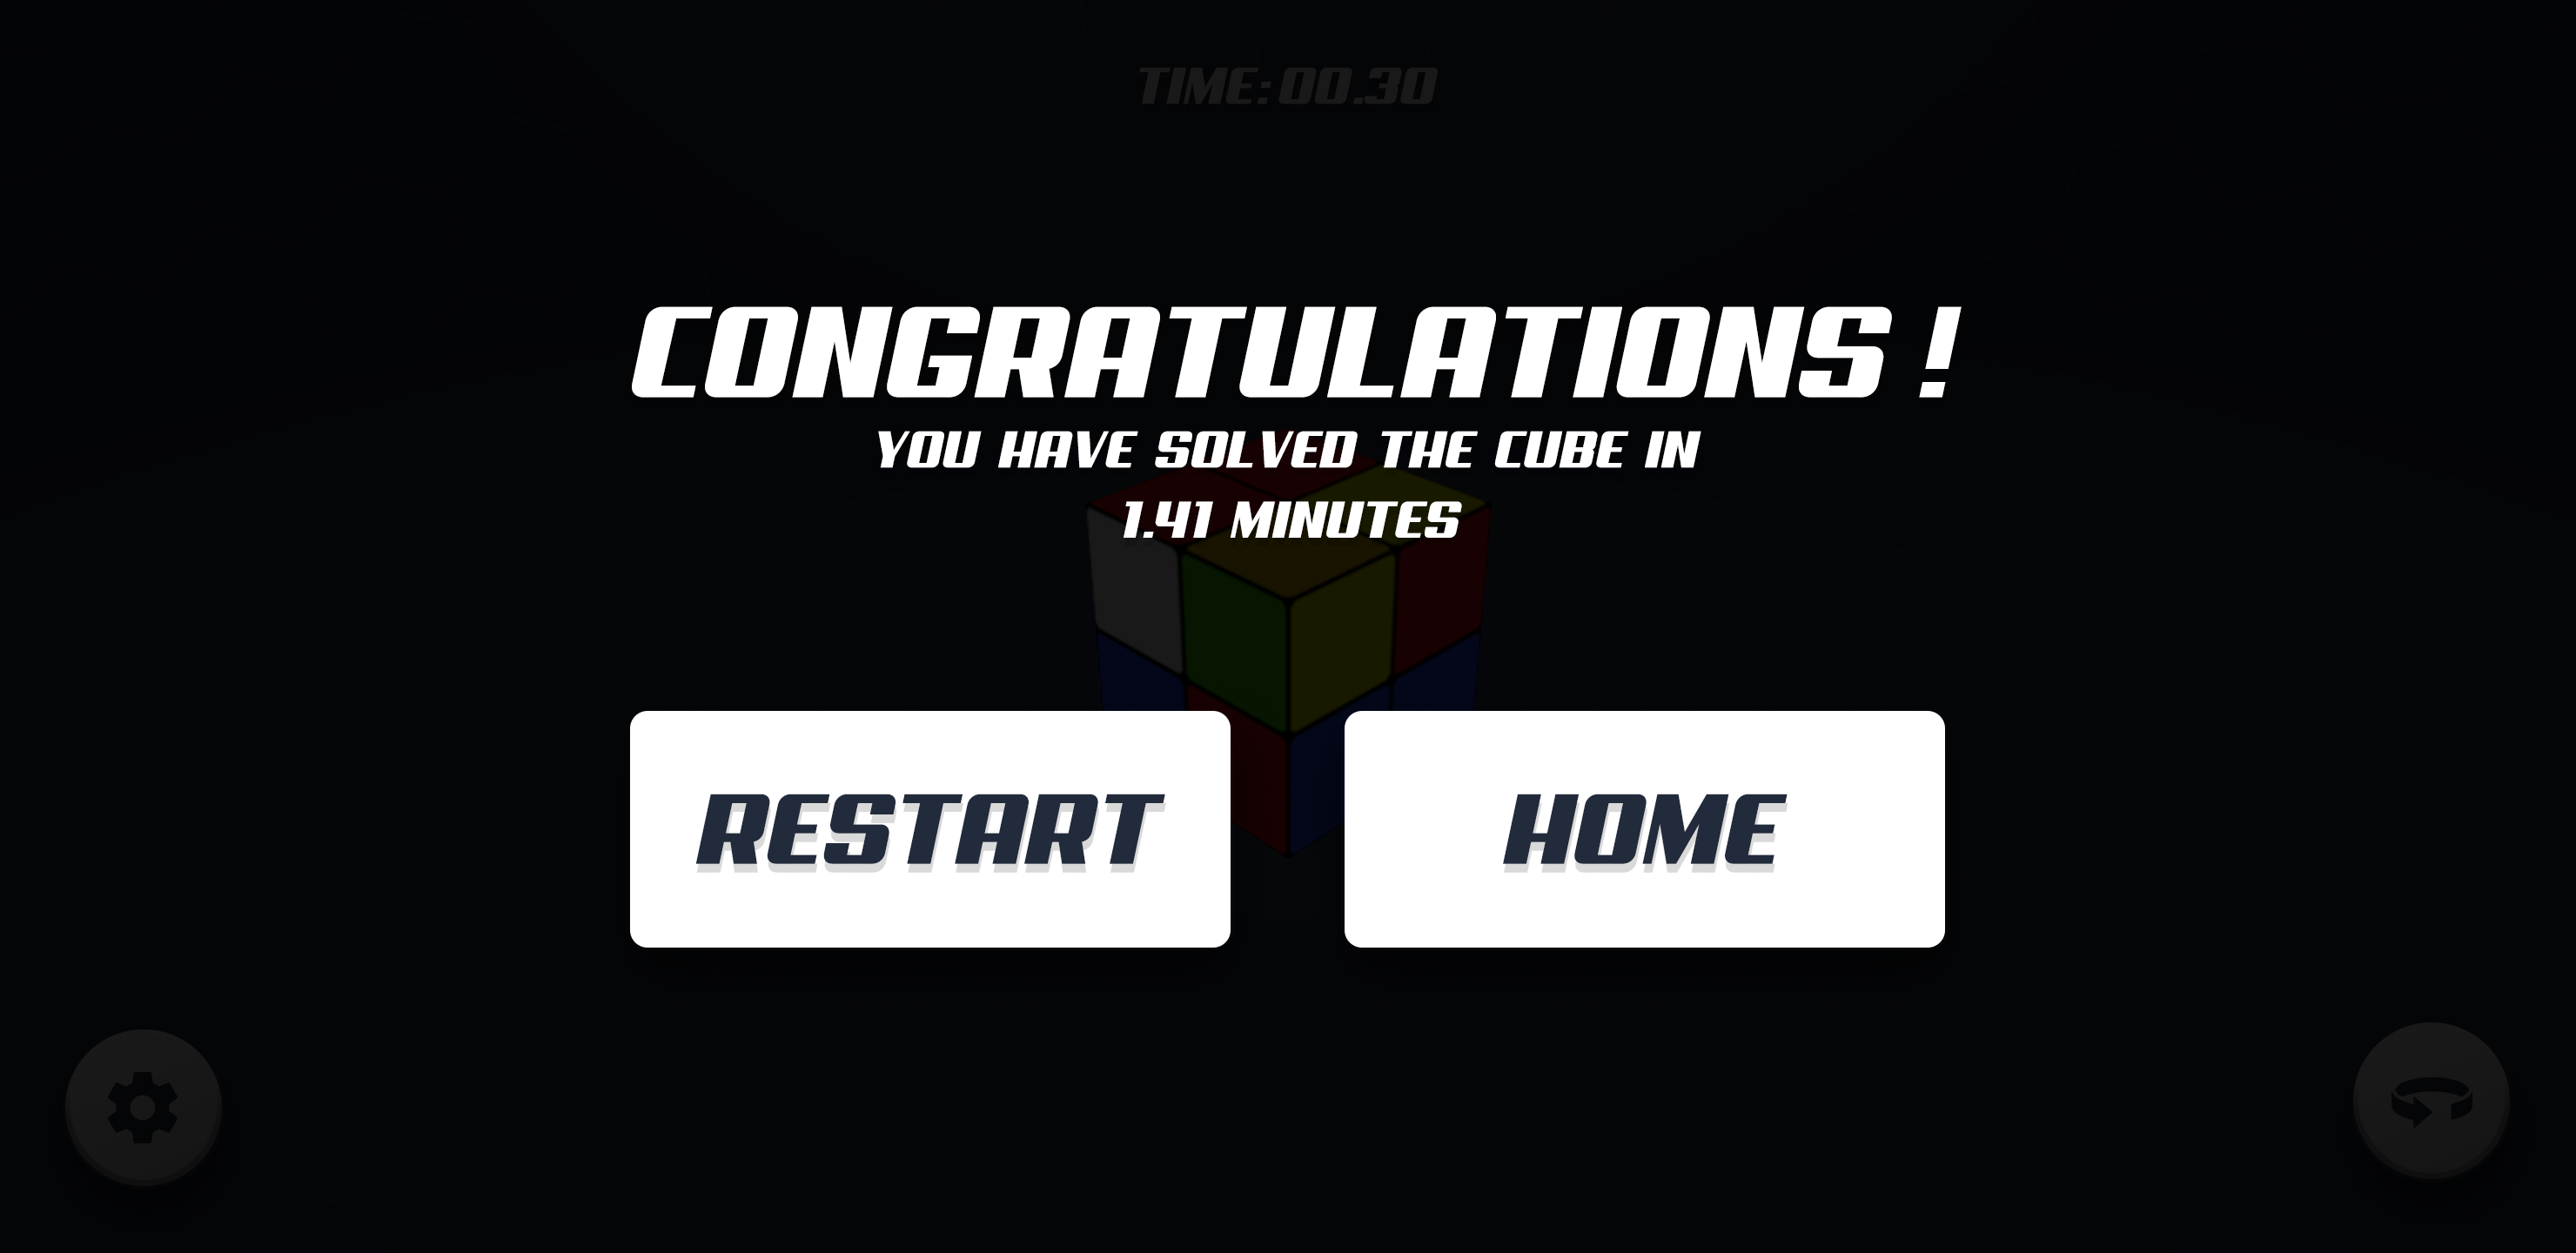 TIME:00.30
CONGRATULATIONS !
YOU HAVE SOLVED THE CUBE IN
1.41 MINUTES
RESTART
HOME